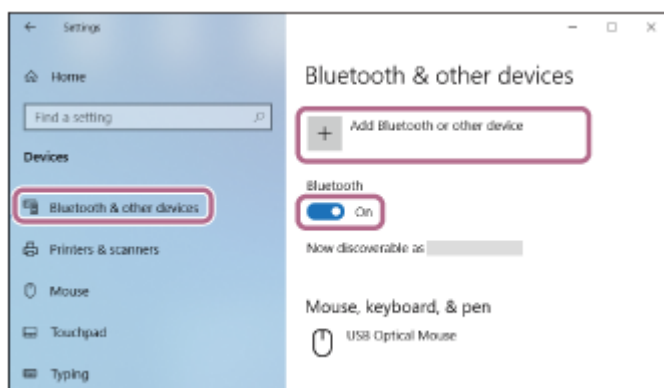 Settings
Home
Find a setting
Devices
Bluetooth & other devices
Printers & scanners
Mouse
Touchpad
Typing
Bluetooth & other devices
Add Bluetooth or other device
Bluetooth
On
Now discoverable as
Mouse, keyboard, & pen
USB Optical Mouse